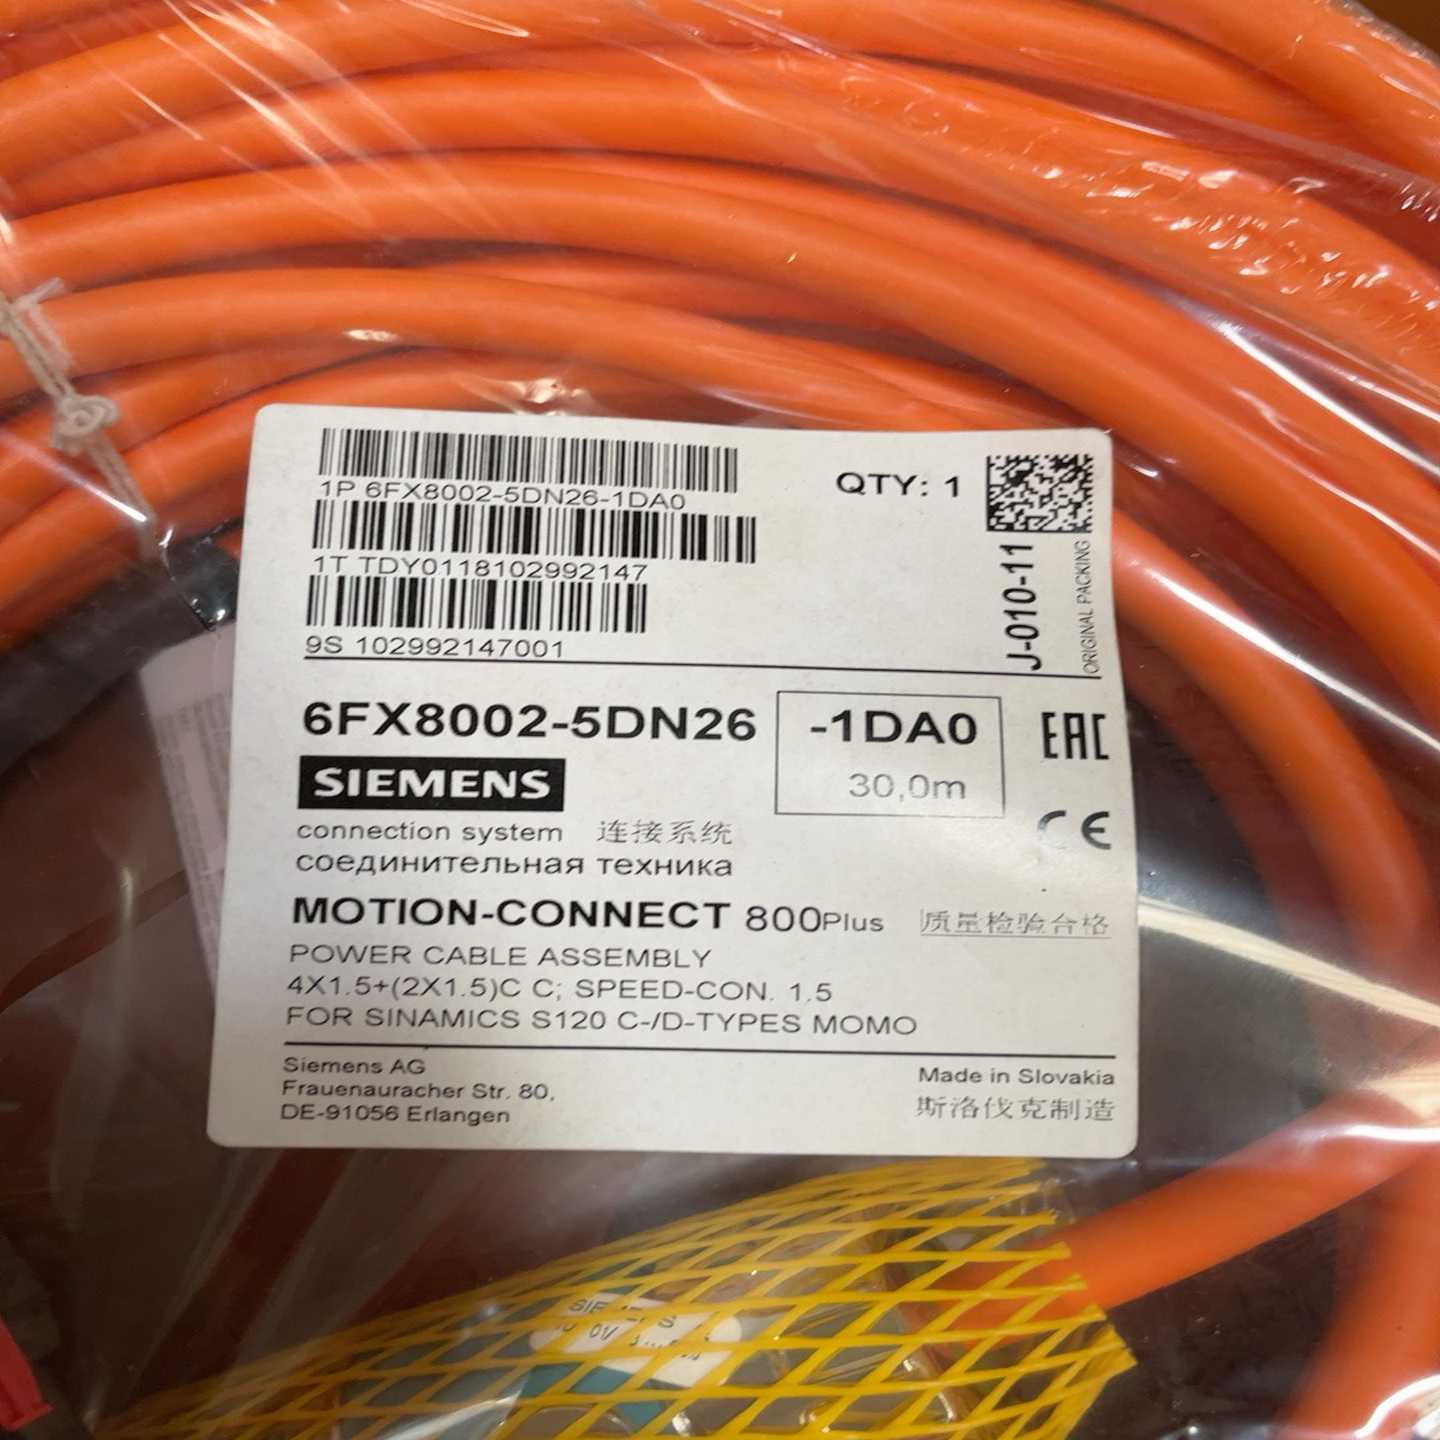 1P 6FX8002-5DN26-1DA0
QTY: 1
1T TDY0118102992147
9S 102992147001
J-010-11
ORIGINAL PACKING
6FX8002-5DN26
-1DA0
30,0m
EAC
SIEMENS
CE
connection system 连接系统
соединительная техника
MOTION-CONNECT 800Plus 质量检验合格
POWER CABLE ASSEMBLY
4X1.5+(2X1.5)C C; SPEED-CON. 1.5
FOR SINAMICS S120 C-/D-TYPES MOMO
Siemens AG
Frauenauracher Str. 80,
DE-91056 Erlangen
Made in Slovakia
斯洛伐克制造